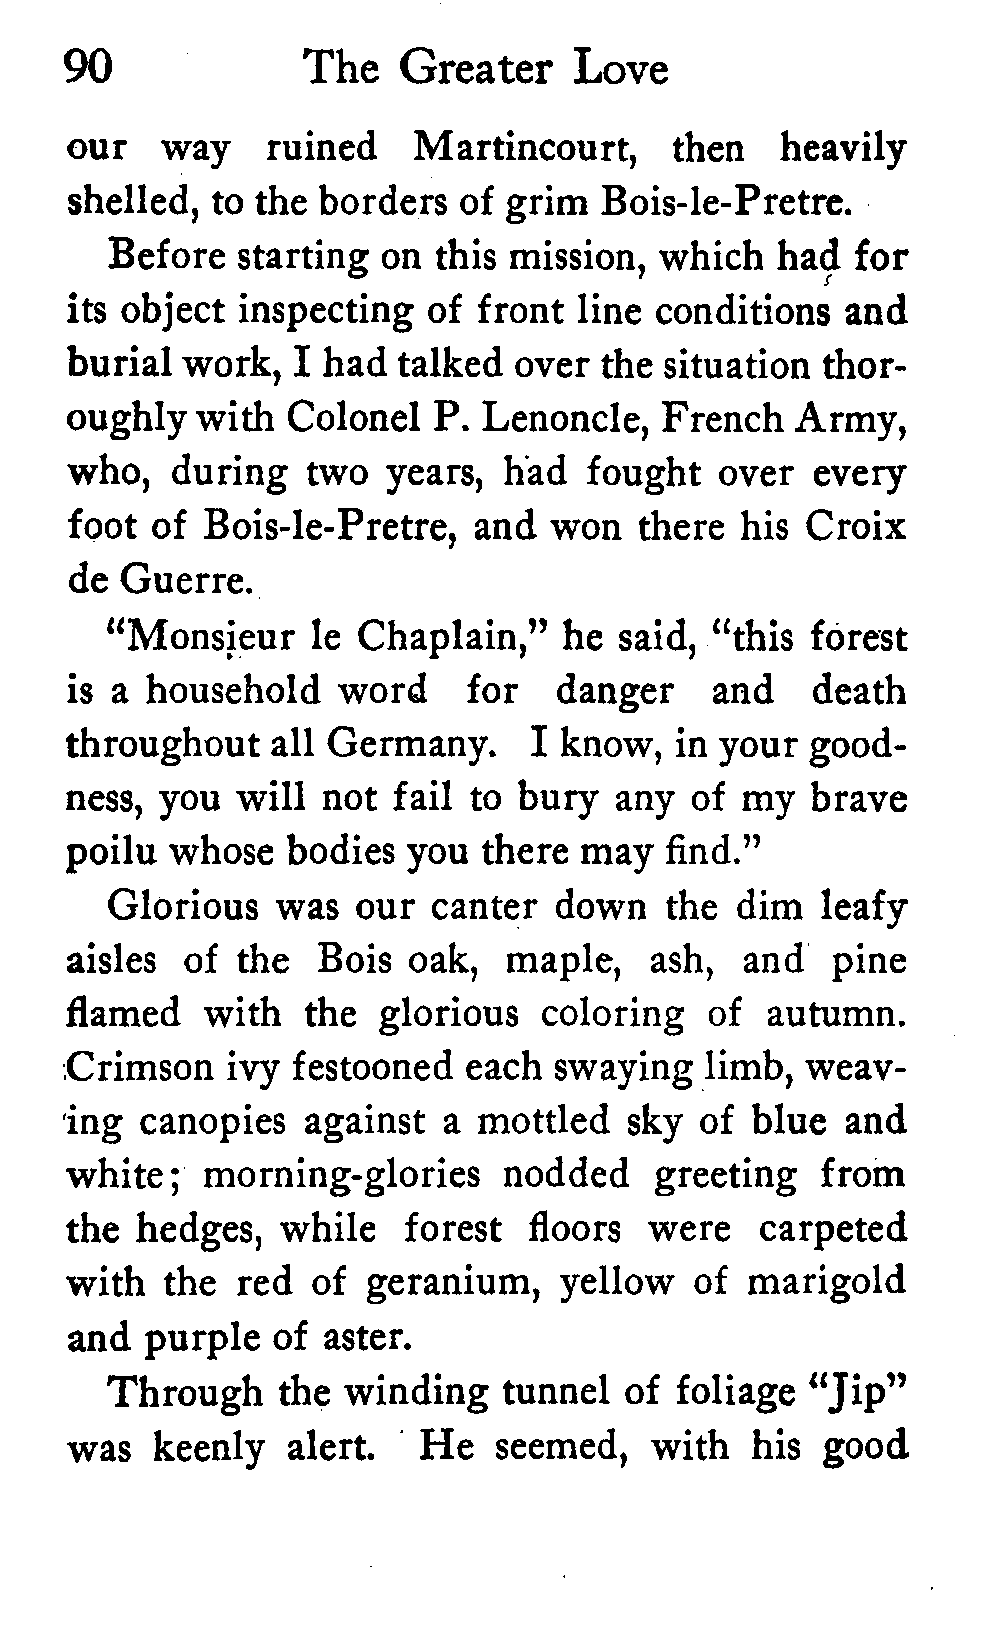 90 The Greater Love
our way ruined Martincourt, then heavily
shelled, to the borders of grim Bois-le-Pretre.
Before starting on this mission, which had for
its object inspecting of front line conditions and
burial work, I had talked over the situation thor-
oughly with Colonel P. Lenoncle, French Army,
who, during two years, had fought over every
foot of Bois-le-Pretre, and won there his Croix
de Guerre.
"Monsieur le Chaplain," he said, "this forest
is a household word for danger and death
throughout all Germany. I know, in your good-
ness, you will not fail to bury any of my brave
poilu whose bodies you there may find."
Glorious was our canter down the dim leafy
aisles of the Bois oak, maple, ash, and pine
flamed with the glorious coloring of autumn.
Crimson ivy festooned each swaying limb, weav-
ing canopies against a mottled sky of blue and
white; morning-glories nodded greeting from
the hedges, while forest floors were carpeted
with the red of geranium, yellow of marigold
and purple of aster.
Through the winding tunnel of foliage "Jip"
was keenly alert. He seemed, with his good